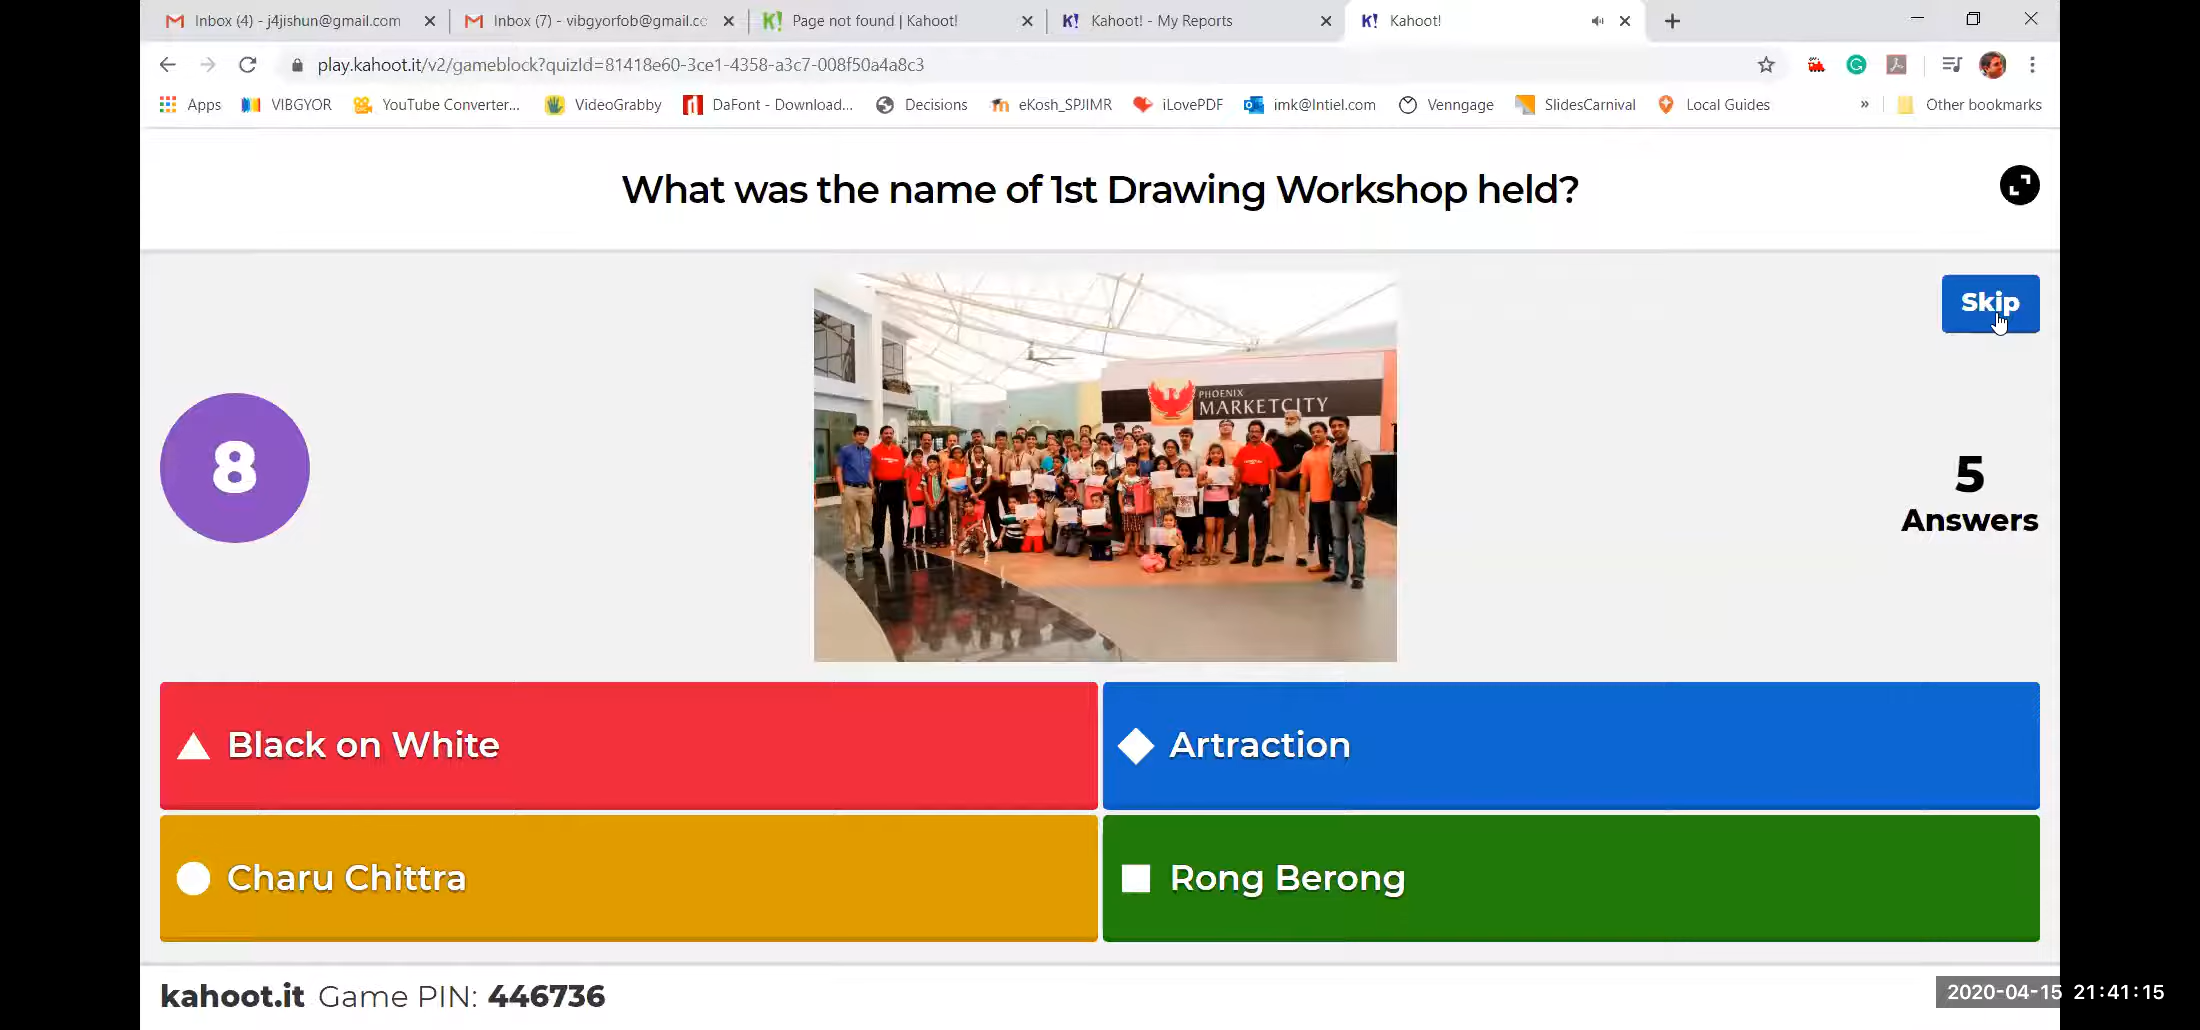 Inbox (4) - j4jishun@gmail.com
Inbox (7) - vibgyorfob@gmail.cc
Page not found | Kahoot!
Kahoot! - My Reports
Kahoot!
play.kahoot.it/v2/gameblock?quizId=81418e60-3ce1-4358-a3c7-008f50a4a8c3
Apps VIBGYOR YouTube Converter... VideoGrabby DaFont - Download... Decisions eKosh_SPJIMR iLovePDF imk@Intiel.com Venngage SlidesCarnival Local Guides » Other bookmarks
What was the name of 1st Drawing Workshop held?
Skip
PHOENIX
MARKETCITY
8
5
Answers
Black on White
Artraction
Charu Chittra
Rong Berong
kahoot.it Game PIN: 446736
2020-04-15 21:41:15